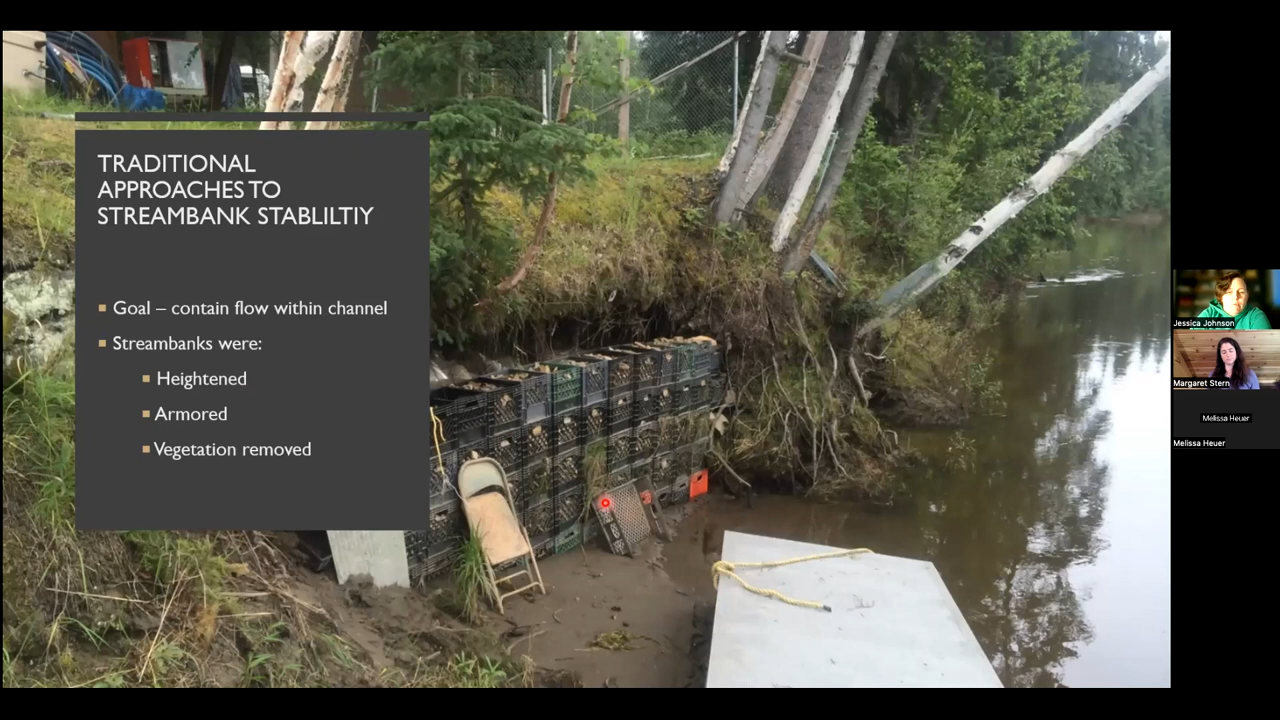 TRADITIONAL
APPROACHES TO
STREAMBANK STABLILTIY
Goal – contain flow within channel
Streambanks were:
Heightened
Armored
Vegetation removed
Jessica Johnson
Margaret Stern
Melissa Heuer
Melissa Heuer